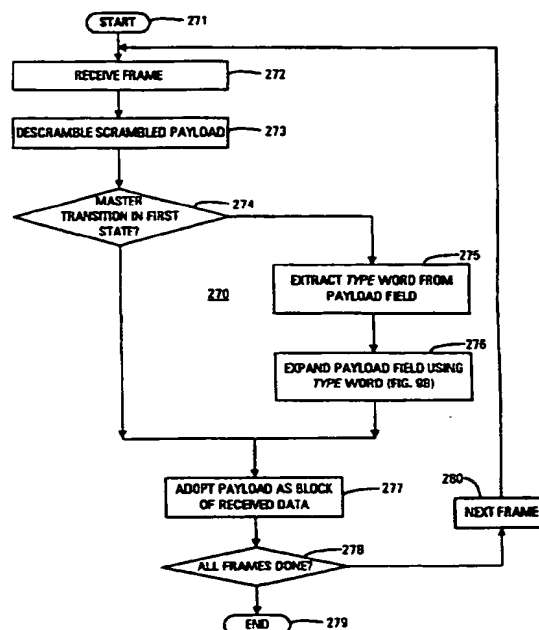 START
271
RECEIVE FRAME
272
DESCRAMBLE SCRAMBLED PAYLOAD
273
MASTER
TRANSITION IN FIRST
STATE?
274
275
EXTRACT TYPE WORD FROM
PAYLOAD FIELD
270
276
EXPAND PAYLOAD FIELD USING
TYPE WORD (FIG. 9B)
ADOPT PAYLOAD AS BLOCK
OF RECEIVED DATA
277
280
NEXT FRAME
ALL FRAMES DONE?
278
END
279